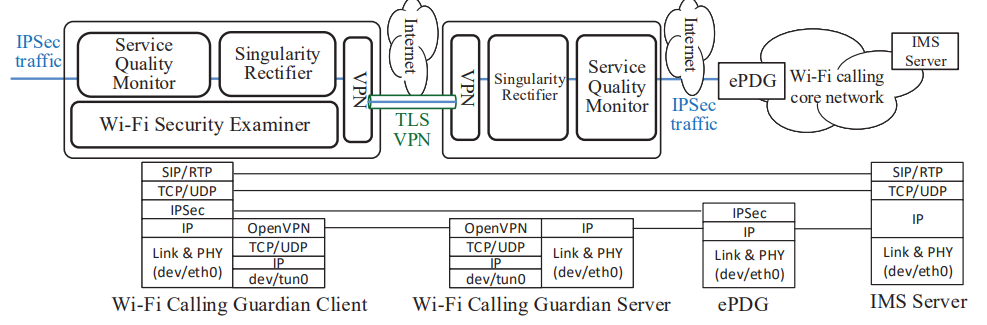 IPSec
traffic
Service
Quality
Monitor
Singularity
Rectifier
VPN
Wi-Fi Security Examiner
Internet
TLS
VPN
VPN
Singularity
Rectifier
Service
Quality
Monitor
Internet
IPSec
traffic
ePDG
Wi-Fi calling
core network
IMS
Server
SIP/RTP
TCP/UDP
IPSec
IP
Link & PHY
(dev/eth0)
OpenVPN
TCP/UDP
IP
dev/tun0
Wi-Fi Calling Guardian Client
OpenVPN
TCP/UDP
IP
dev/tun0
IP
Link & PHY
(dev/eth0)
Wi-Fi Calling Guardian Server
IPSec
IP
Link & PHY
(dev/eth0)
ePDG
SIP/RTP
TCP/UDP
IP
Link & PHY
(dev/eth0)
IMS Server